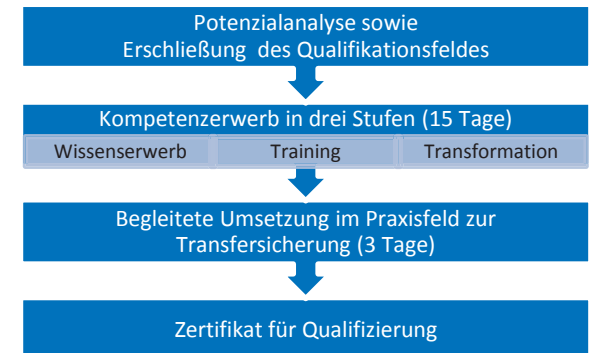 Potenzialanalyse sowie
Erschließung des Qualifikationsfeldes
Kompetenzerwerb in drei Stufen (15 Tage)
Wissenserwerb Training Transformation
Begleitete Umsetzung im Praxisfeld zur
Transfersicherung (3 Tage)
Zertifikat für Qualifizierung